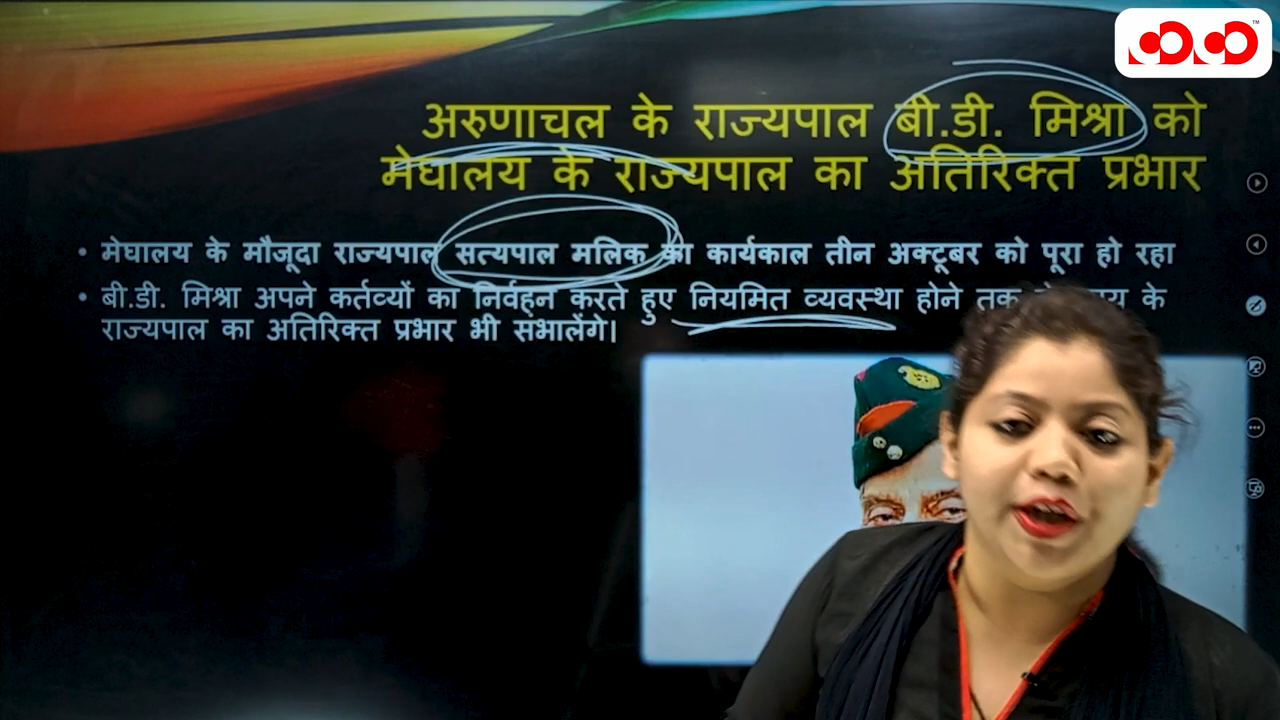 अरुणाचल के राज्यपाल बी.डी. मिश्रा को
मेघालय के राज्यपाल का अतिरिक्त प्रभार
• मेघालय के मौजूदा राज्यपाल सत्यपाल मलिक का कार्यकाल तीन अक्टूबर को पूरा हो रहा
• बी.डी. मिश्रा अपने कर्तव्यों का निर्वहन करते हुए नियमित व्यवस्था होने तक के
राज्यपाल का अतिरिक्त प्रभार भी संभालेंगे।